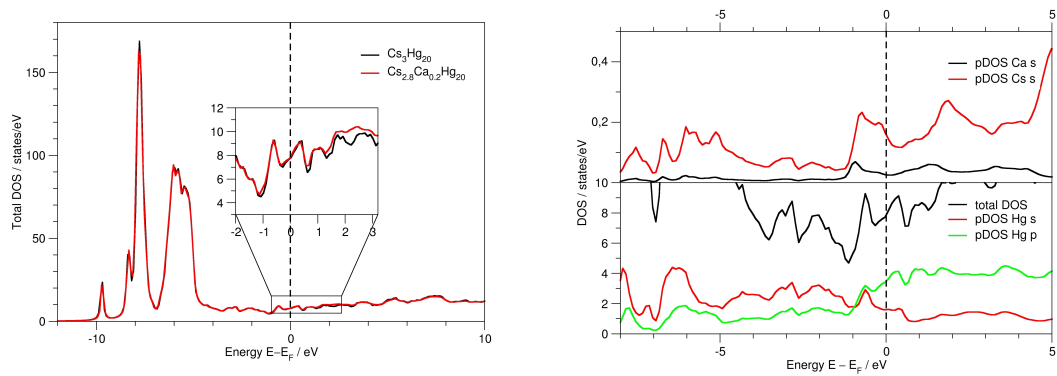 Total DOS / states/eV
150
100
50
0
-10
0
10
Energy E−E_F / eV
Cs3Hg20
Cs2.8Ca0.2Hg20
12
10
8
6
4
-2
-1
0
1
2
3
-5
0
5
DOS / states/eV
0,4
0,2
pDOS Ca s
pDOS Cs s
10
8
6
4
2
0
total DOS
pDOS Hg s
pDOS Hg p
-5
0
5
Energy E − E_F / eV